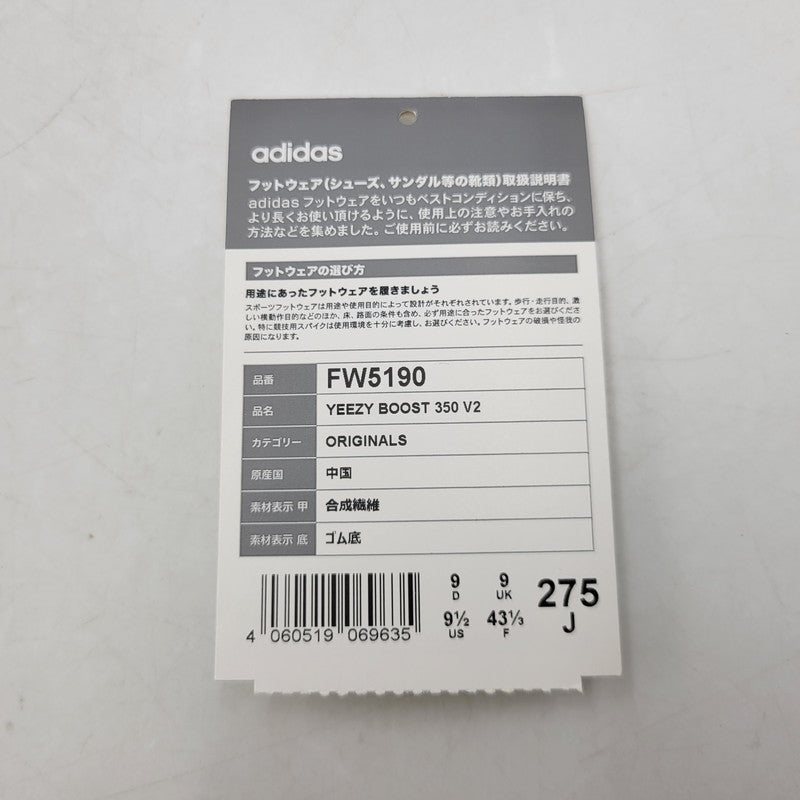 adidas
フットウェア(シューズ、サンダル等の靴類)取扱説明書
adidas フットウェアをいつもベストコンディションに保ち、
より長くお使い頂けるように、使用上の注意やお手入れの
方法などを集めました。ご使用前に必ずお読みください。
フットウェアの選び方
用途にあったフットウェアを履きましょう
スポーツフットウェアは用途や使用目的によって設計がそれぞれされています。歩行・走行目的、激
しい横動作目的などのほか、床、路面の条件も含め、必ず用途に合ったフットウェアをお選びくださ
い。特に競技用スパイクは使用環境を十分に考慮し、お選びください。フットウェアの破損や怪我の
原因になります。
品番 FW5190
品名 YEEZY BOOST 350 V2
カテゴリー ORIGINALS
原産国 中国
素材表示 甲 合成繊維
素材表示 底 ゴム底
9 9 275
D UK
9½ 43⅓ J
US F
4 060519 069635